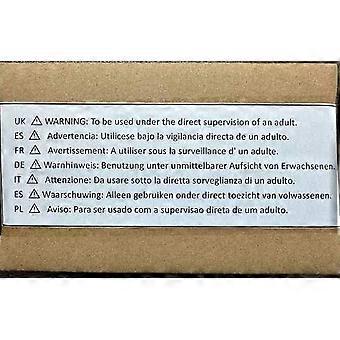 UK ⚠ WARNING: To be used under the direct supervision of an adult.
ES ⚠ Advertencia: Utilicese bajo la vigilancia directa de un adulto.
FR ⚠ Avertissement: A utiliser sous la surveillance d' un adulte.
DE ⚠ Warnhinweis: Benutzung unter unmittelbarer Aufsicht von Erwachsenen.
IT ⚠ Attenzione: Da usare sotto la diretta sorveglianza di un adulto.
ES ⚠ Waarschuwing: Alleen gebruiken onder direct toezicht van volwassenen.
PL ⚠ Aviso: Para ser usado com a supervisao direta de um adulto.